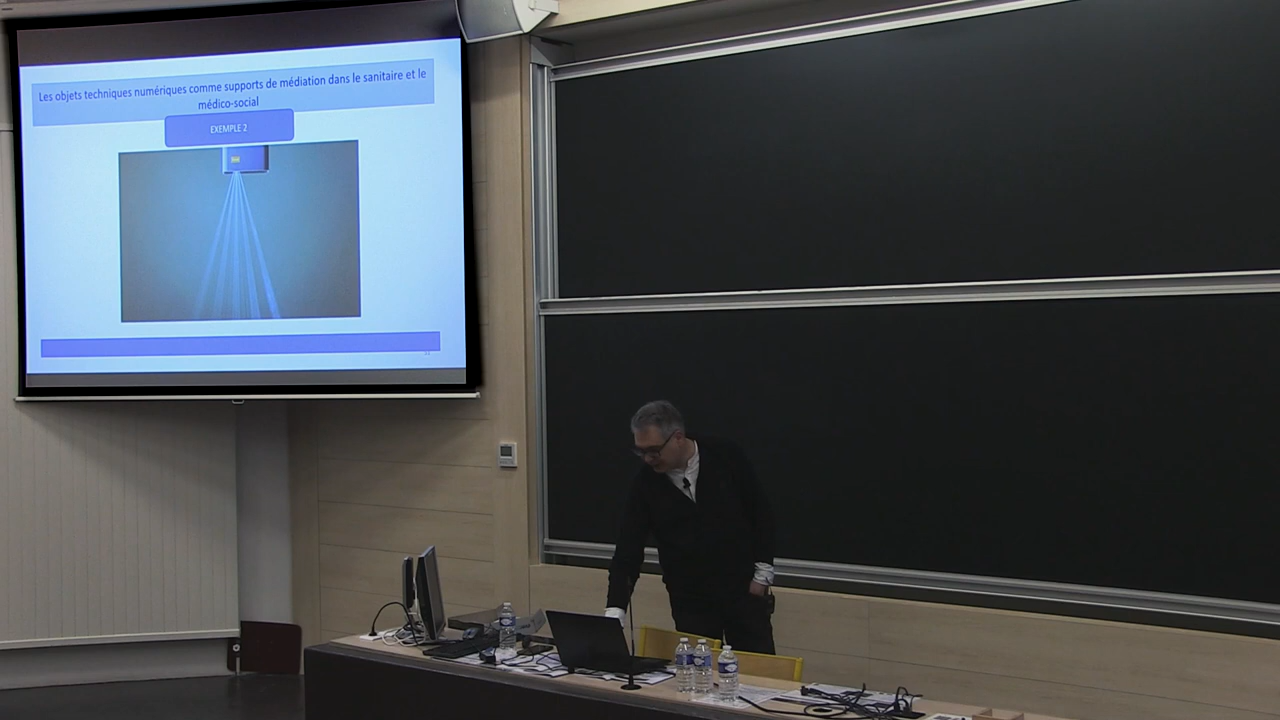 Les objets techniques numériques comme supports de médiation dans le sanitaire et le
médico-social
EXEMPLE 2